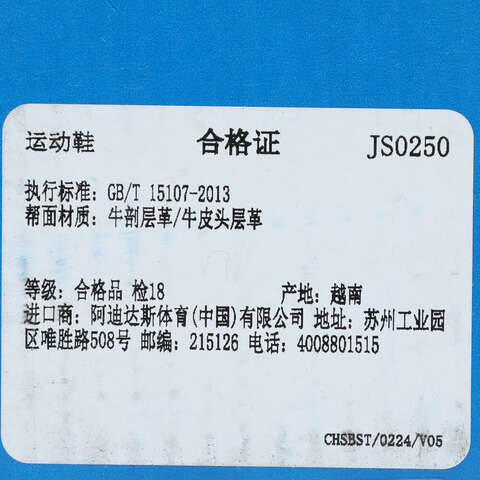 运动鞋 合格证 JS0250
执行标准: GB/T 15107-2013
帮面材质: 牛剖层革/牛皮头层革
等级: 合格品 检18 产地: 越南
进口商: 阿迪达斯体育(中国)有限公司 地址: 苏州工业园
区唯胜路508号 邮编: 215126 电话: 4008801515
CHSBST/0224/V05